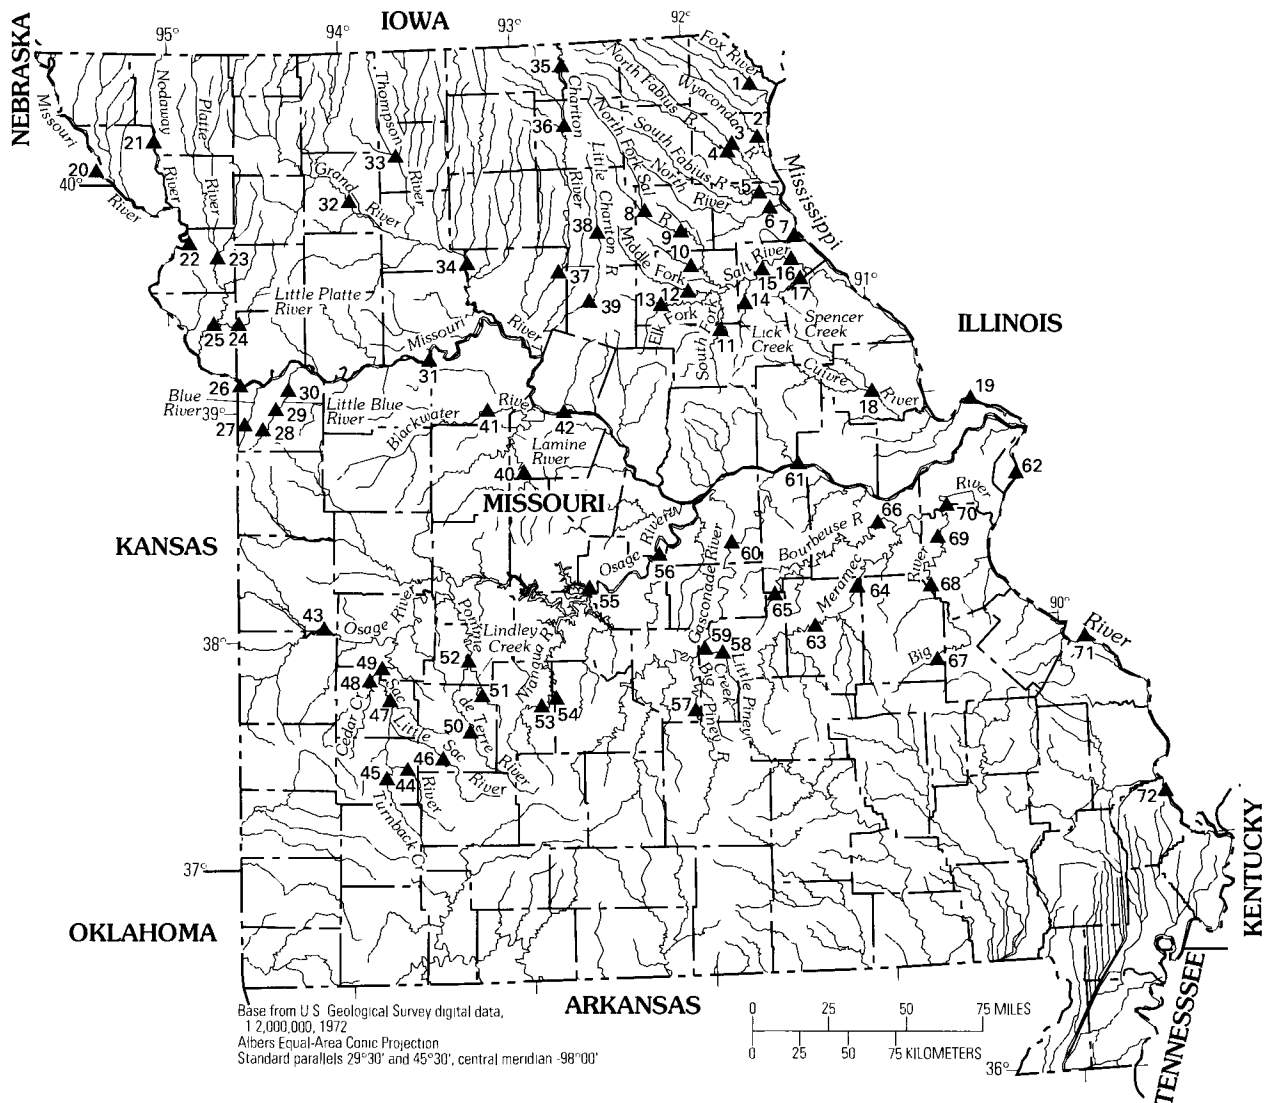 IOWA
NEBRASKA
95°
94°
93°
92°
Fox River
North Fabius R
Wyaconda R
South Fabius R
North River
North Fork Salt R
Middle Fork
Elk Fork
South Fork
Salt River
Lick Creek
Spencer Creek
Cuivre River
Mississippi River
91°
ILLINOIS
Missouri River
Nodaway River
Platte River
Thompson River
Grand River
Chariton River
Little Chariton R
40°
Little Platte River
Missouri River
Blue River
39°
Little Blue River
Blackwater River
Lamine River
MISSOURI
KANSAS
Osage River
Osage River
Gasconade River
Bourbeuse R
Meramec River
Big River
90°
38°
Pomme de Terre River
Lindley Creek
Niangua R
Big Piney R
Little Piney Creek
Cedar Cr
Sac River
Little Sac River
Turnback Cr
37°
OKLAHOMA
ARKANSAS
KENTUCKY
TENNESSEE
36°
1
2
3
4
5
6
7
8
9
10
11
12
13
14
15
16
17
18
19
20
21
22
23
24
25
26
27
28
29
30
31
32
33
34
35
36
37
38
39
40
41
42
43
44
45
46
47
48
49
50
51
52
53
54
55
56
57
58
59
60
61
62
63
64
65
66
67
68
69
70
71
72
Base from U S Geological Survey digital data,
1 2,000,000, 1972
Albers Equal-Area Conic Projection
Standard parallels 29°30' and 45°30', central meridian -98°00'
0 25 50 75 MILES
0 25 50 75 KILOMETERS